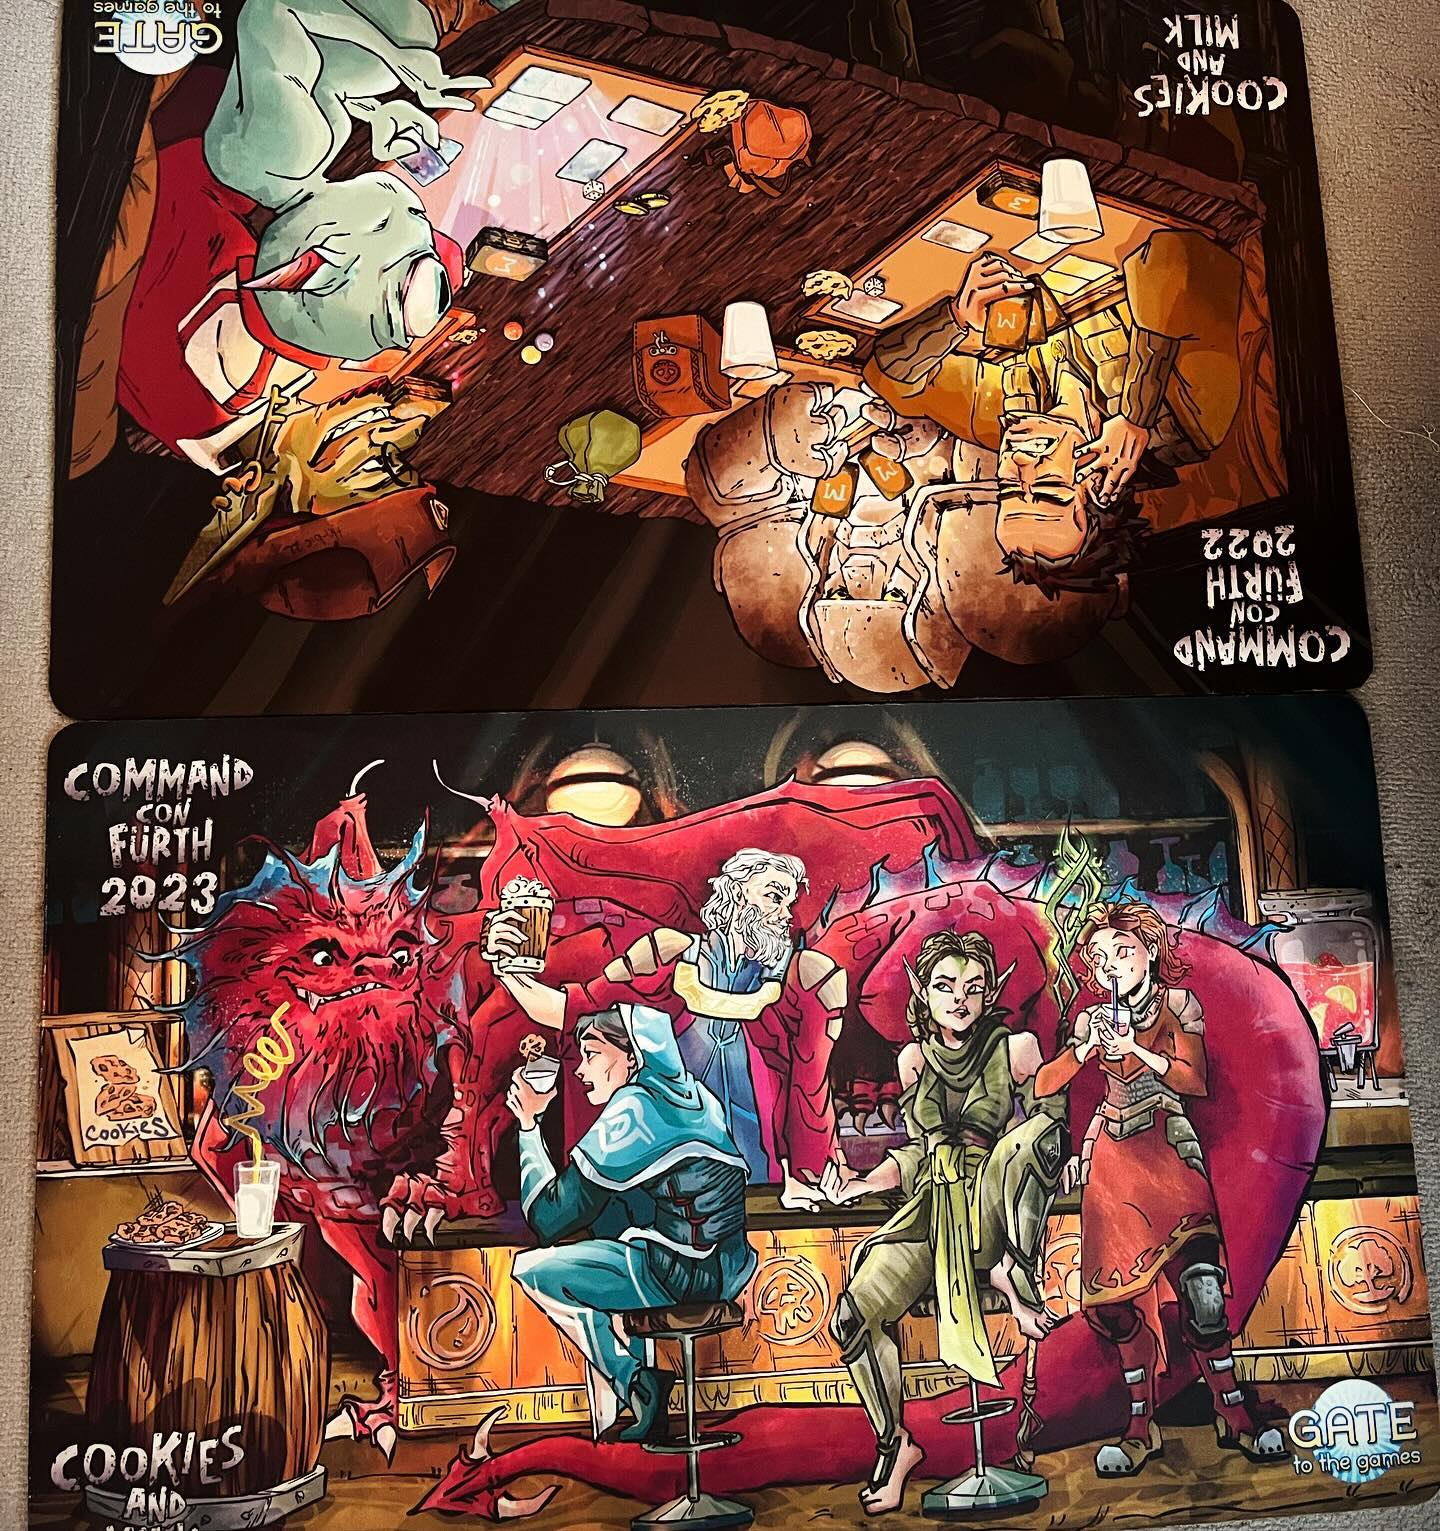 GATE
to the games
COOKIES
AND
MILK
COMMAND
CON
FÜRTH
2022
M
M
M
M
M
COMMAND
CON
FÜRTH
2023
Cookies
COOKIES
AND
GATE
to the games